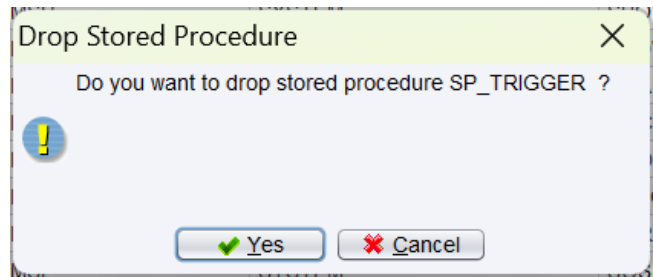 Drop Stored Procedure
Do you want to drop stored procedure SP_TRIGGER ?
Yes
Cancel